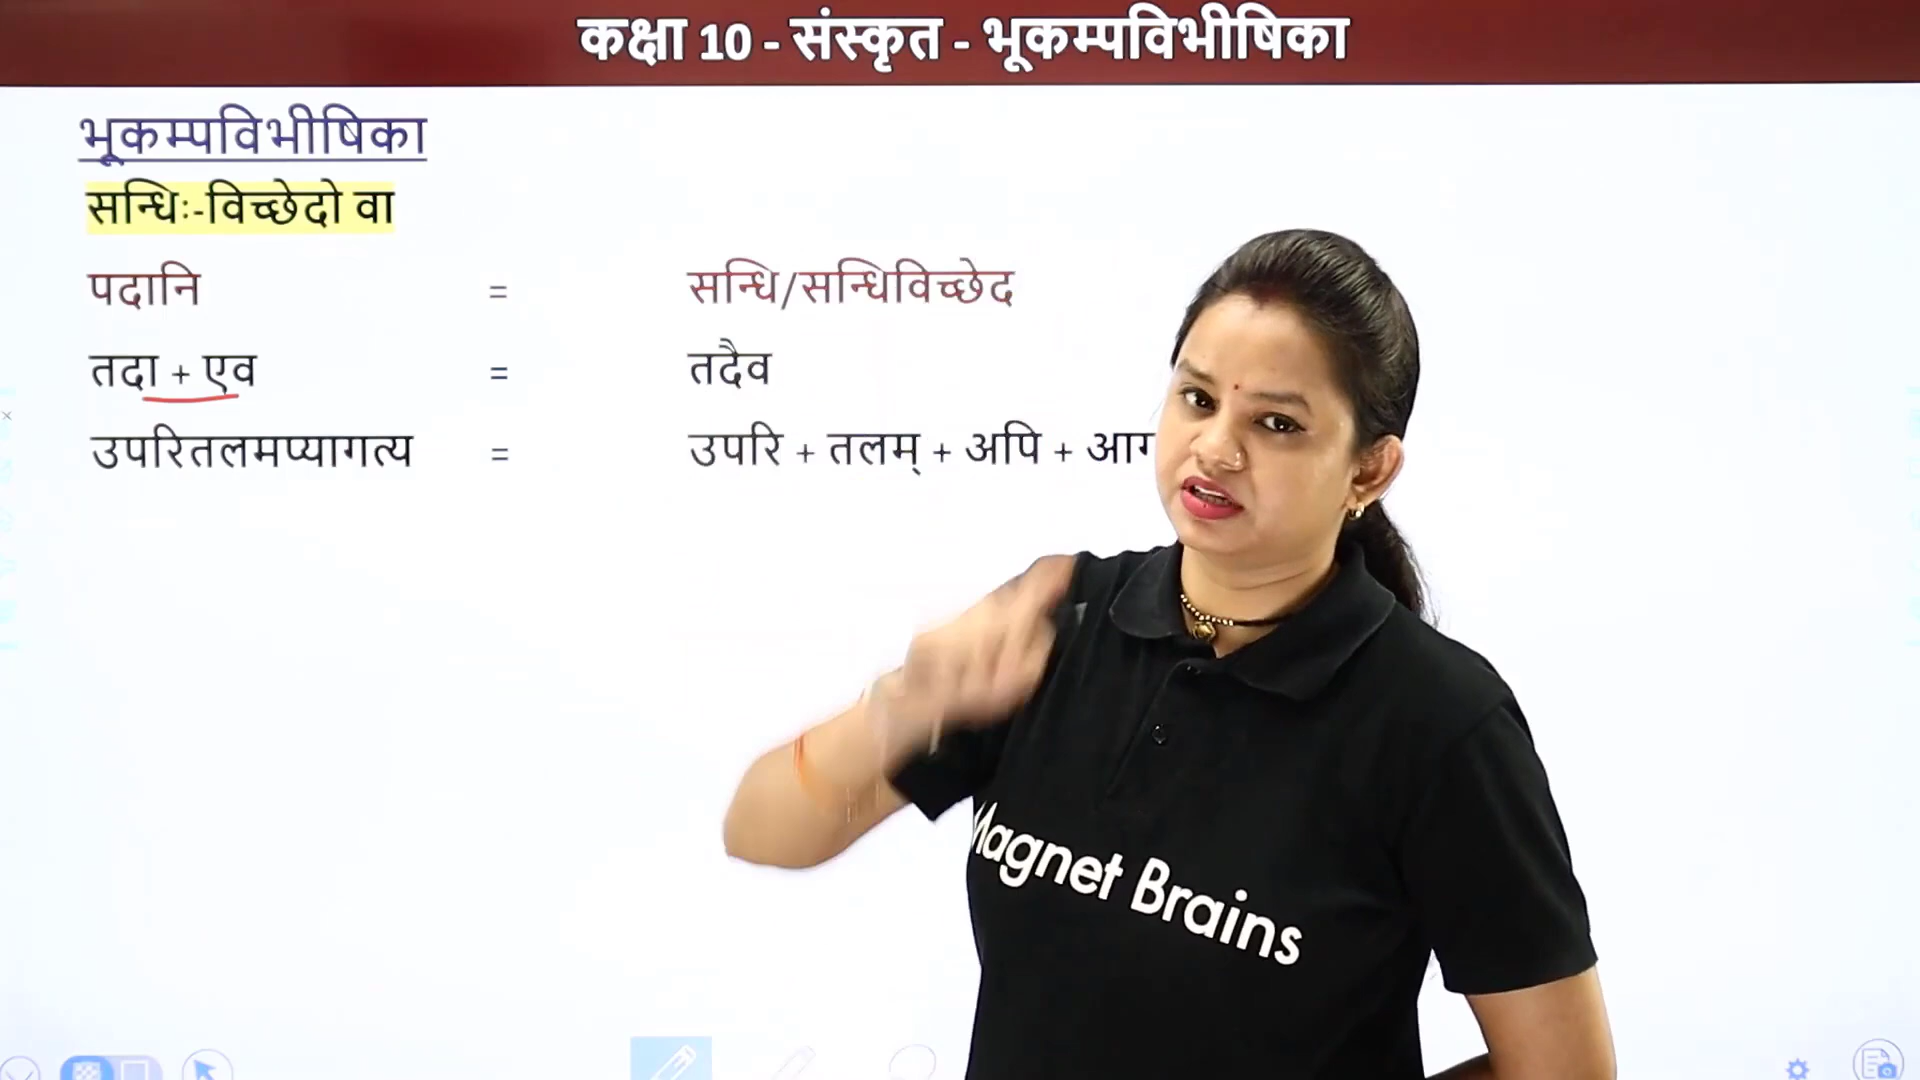 कक्षा 10 - संस्कृत - भूकम्पविभीषिका
भूकम्पविभीषिका
सन्धिः-विच्छेदो वा
पदानि = सन्धि/सन्धिविच्छेद
तदा + एव = तदैव
उपरितलमप्यागत्य = उपरि + तलम् + अपि +
Magnet Brains